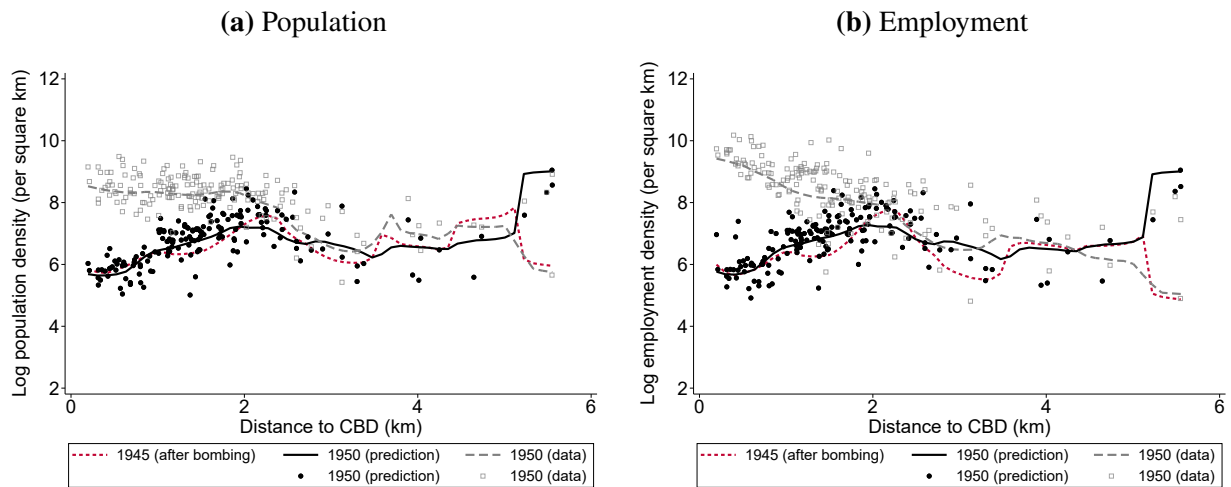 (a) Population
Log population density (per square km)
12
10
8
6
4
2
0 2 4 6
Distance to CBD (km)
1945 (after bombing) 1950 (prediction) 1950 (data)
1950 (prediction) 1950 (data)
(b) Employment
Log employment density (per square km)
12
10
8
6
4
2
0 2 4 6
Distance to CBD (km)
1945 (after bombing) 1950 (prediction) 1950 (data)
1950 (prediction) 1950 (data)